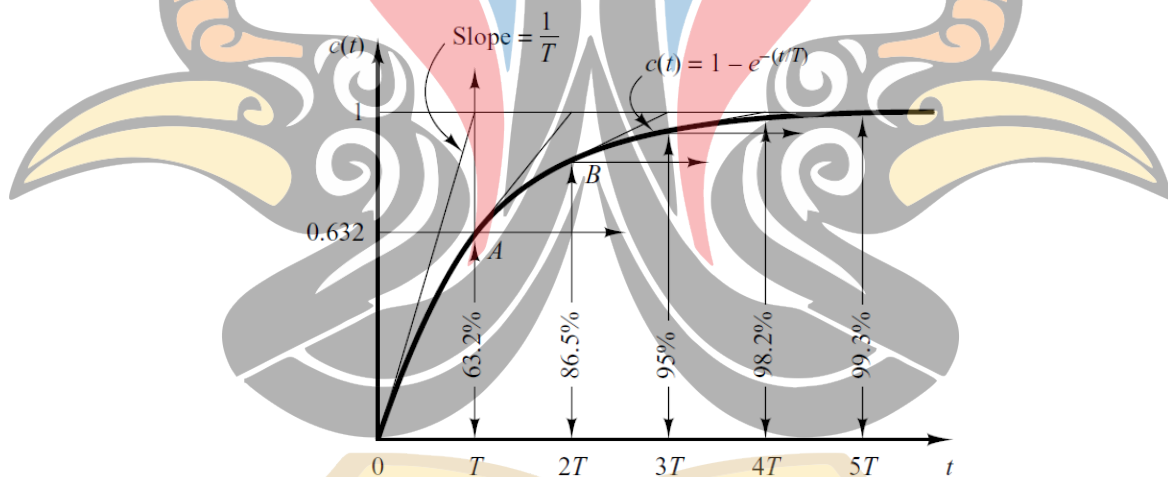 c(t)
Slope = 1/T
c(t) = 1 – e^–(t/T)
1
B
0.632
A
63.2%
86.5%
95%
98.2%
99.3%
0 T 2T 3T 4T 5T t